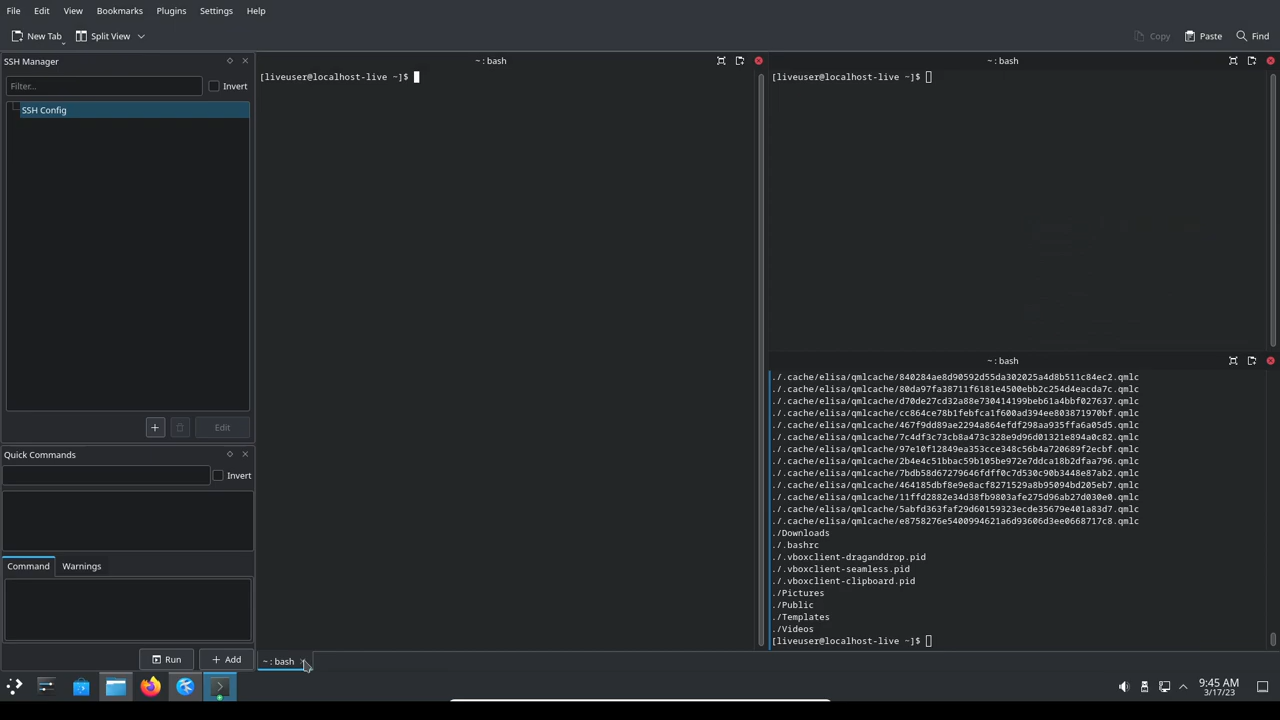 File Edit View Bookmarks Plugins Settings Help
New Tab Split View Copy Paste Find
SSH Manager
Filter... Invert
SSH Config
Edit
Quick Commands
Invert
Command Warnings
Run Add
~ : bash
[liveuser@localhost-live ~]$
~ : bash
[liveuser@localhost-live ~]$
~ : bash
./.cache/elisa/qmlcache/840284ae8d90592d55da302025a4d8b511c84ec2.qmlc
./.cache/elisa/qmlcache/80da97fa38711f6181e4500ebb2c254d4eacda7c.qmlc
./.cache/elisa/qmlcache/d70de27cd32a88e730414199beb61a4bbf027637.qmlc
./.cache/elisa/qmlcache/cc864ce78b1febfca1f600ad394ee803871970bf.qmlc
./.cache/elisa/qmlcache/467f9dd89ae2294a864efdf298aa935ffa6a05d5.qmlc
./.cache/elisa/qmlcache/7c4df3c73cb8a473c328e9d96d01321e894a0c82.qmlc
./.cache/elisa/qmlcache/97e10f12849ea353cce348c56b4a720689f2ecbf.qmlc
./.cache/elisa/qmlcache/2b4e4c51bbac59b105be972e7ddca18b2dfaa796.qmlc
./.cache/elisa/qmlcache/7bdb58d67279646fdff0c7d530c90b3448e87ab2.qmlc
./.cache/elisa/qmlcache/464185dbf8e9e8acf8271529a8b95094bd205eb7.qmlc
./.cache/elisa/qmlcache/11ffd2882e34d38fb9803afe275d96ab27d030e0.qmlc
./.cache/elisa/qmlcache/5abfd363faf29d60159323ecde35679e401a83d7.qmlc
./.cache/elisa/qmlcache/e8758276e5400994621a6d93606d3ee0668717c8.qmlc
./Downloads
./.bashrc
./.vboxclient-draganddrop.pid
./.vboxclient-seamless.pid
./.vboxclient-clipboard.pid
./Pictures
./Public
./Templates
./Videos
[liveuser@localhost-live ~]$
~ : bash
9:45 AM
3/17/23